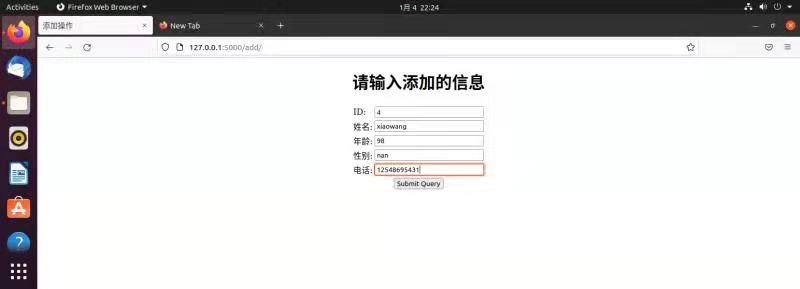 Activities Firefox Web Browser 1月 4 22:24
添加操作 × New Tab × +
127.0.0.1:5000/add/
请输入添加的信息
ID: 4
姓名: xiaowang
年龄: 98
性别: nan
电话: 12548695431
Submit Query